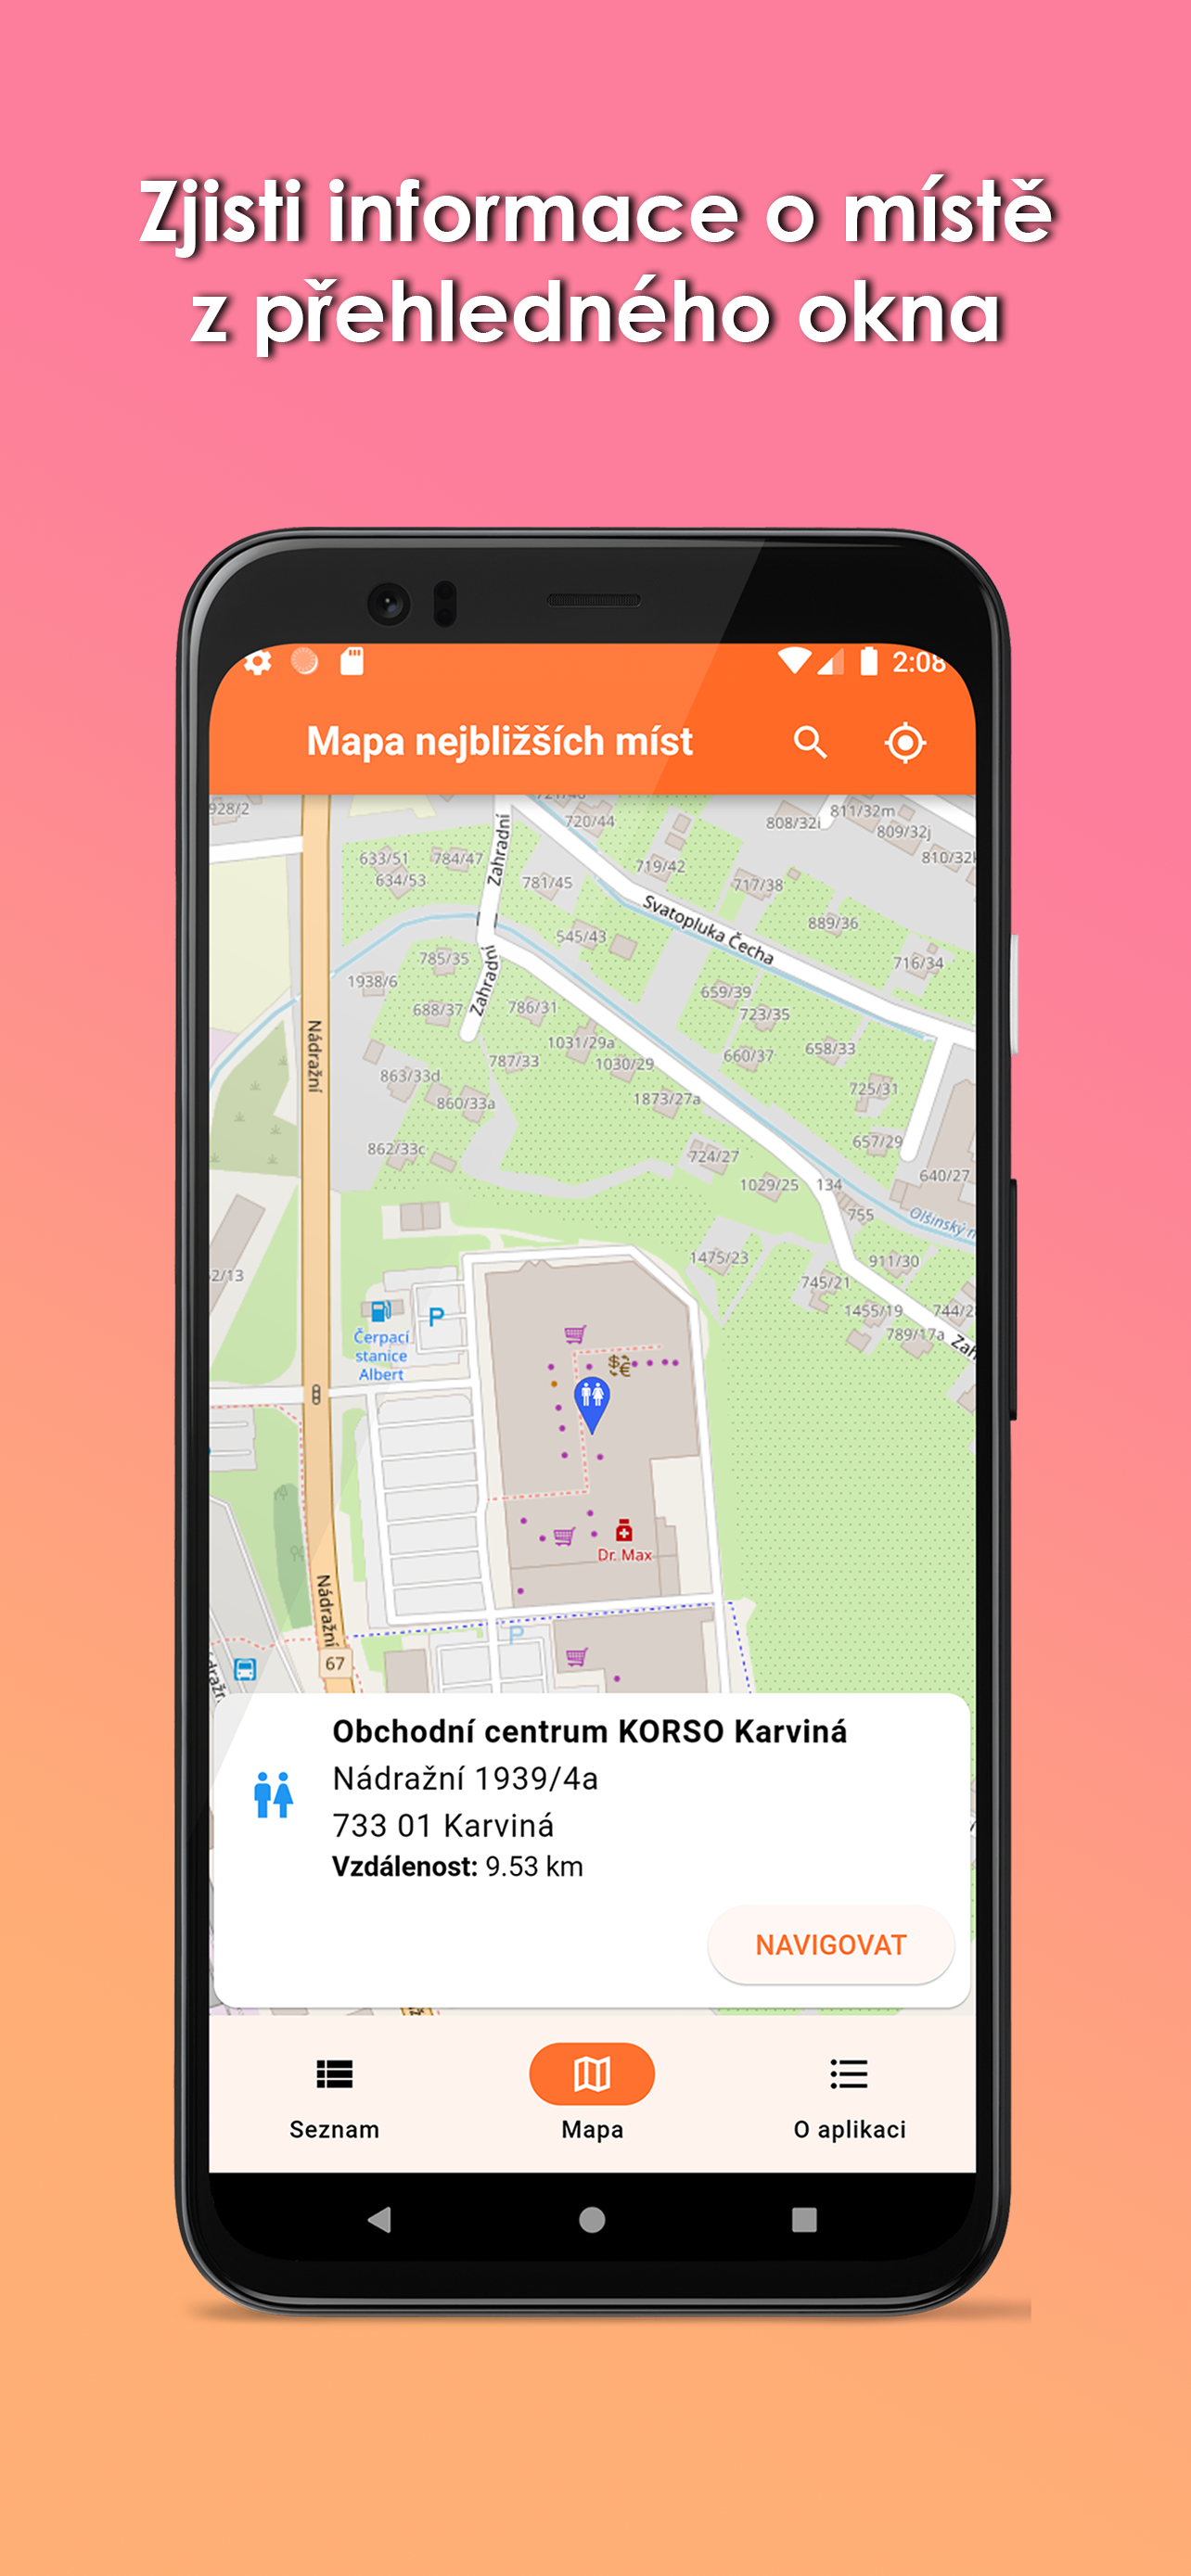 Zjisti informace o místě
z přehledného okna
2:08
Mapa nejbližších míst
928/2
720/44
808/32i
811/32m
809/32j
633/51
784/47
Zahradní
634/53
781/45
719/42
717/38
Svatopluka Čecha
889/36
545/43
785/35
1938/6
Zahradní
716/34
659/39
688/37
786/31
723/35
Nádražní
1031/29a
787/33
1030/29
660/37
658/33
863/33d
860/33a
1873/27a
725/31
862/33c
724/27
657/29
1029/25
134
640/27
755
1475/23
911/30
2/13
745/21
1455/19
789/17a
P
Čerpací
stanice
Albert
Dr. Max
Nádražní
P
67
Obchodní centrum KORSO Karviná
Nádražní 1939/4a
733 01 Karviná
Vzdálenost: 9.53 km
NAVIGOVAT
Seznam
Mapa
O aplikaci